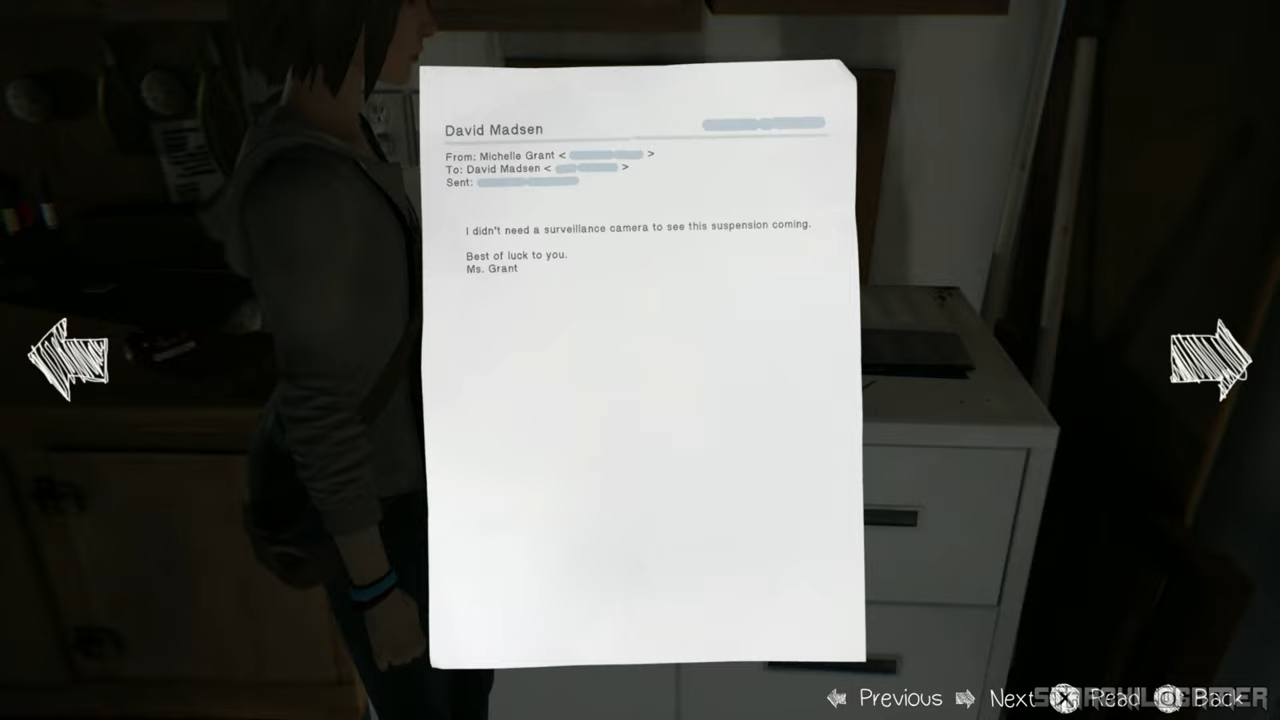 David Madsen
From: Michelle Grant < >
To: David Madsen < >
Sent:
I didn't need a surveillance camera to see this suspension coming.
Best of luck to you.
Ms. Grant
Previous Next Read Back